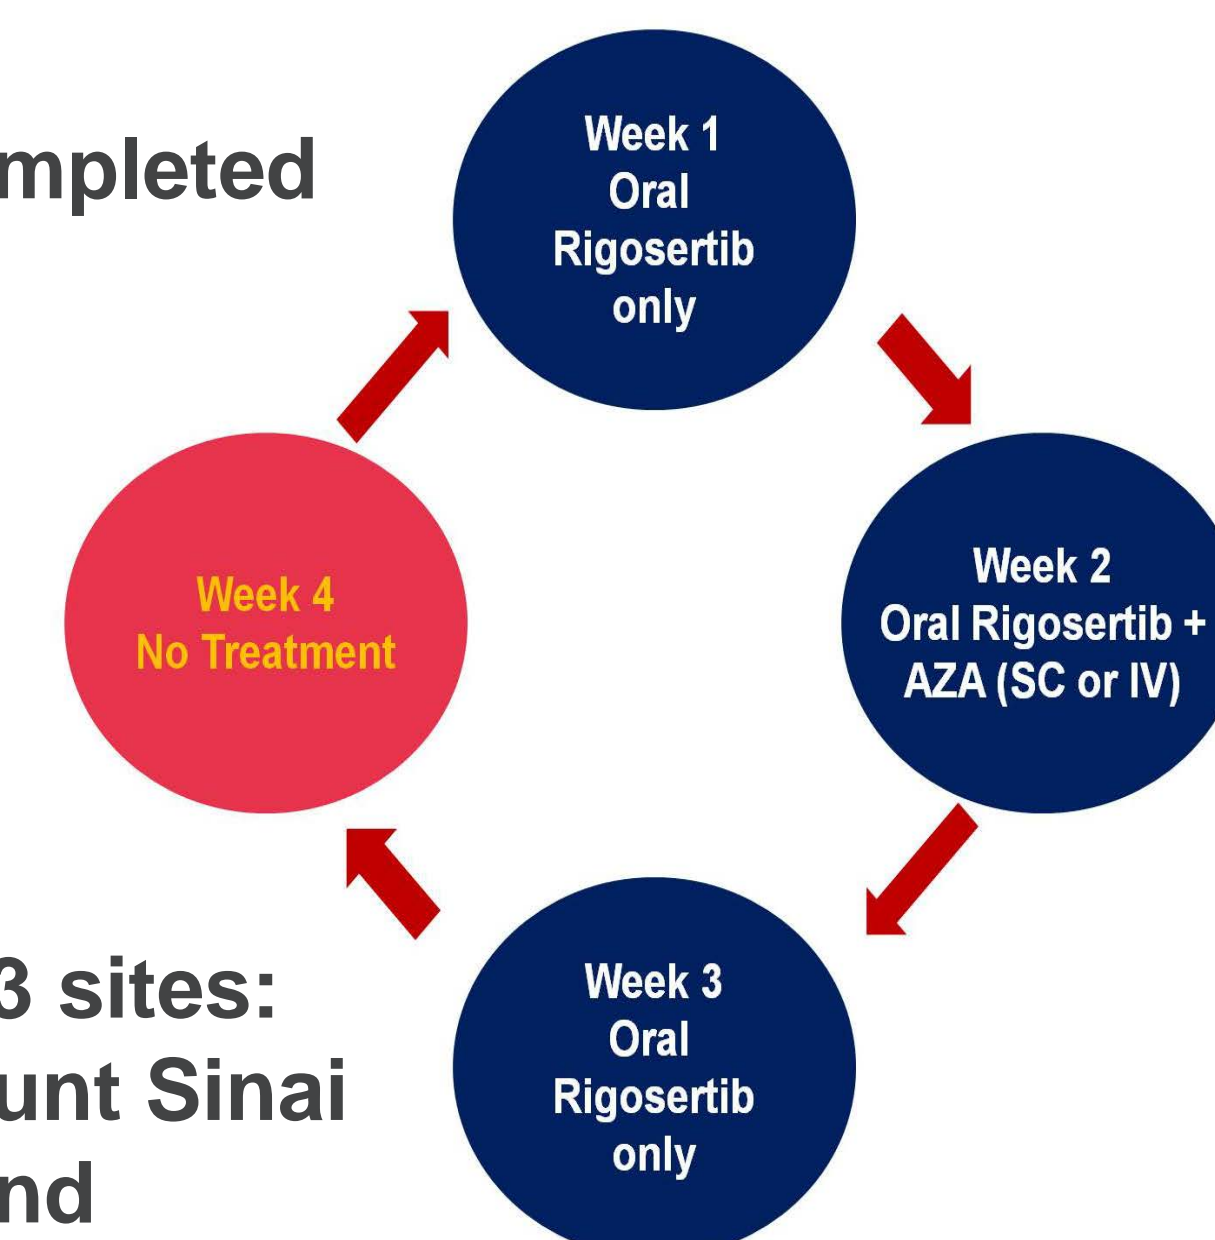 mpleted
Week 1
Oral
Rigosertib
only
Week 2
Oral Rigosertib +
AZA (SC or IV)
Week 3
Oral
Rigosertib
only
Week 4
No Treatment
3 sites:
unt Sinai
nd